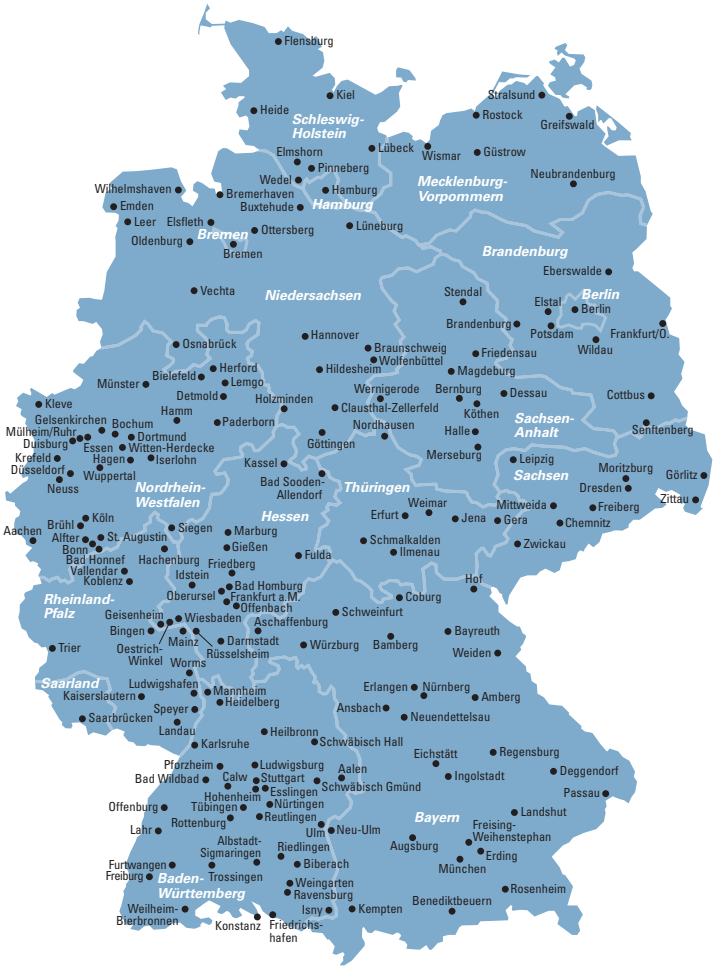 Flensburg
Kiel
Stralsund
Heide
Rostock
Greifswald
Schleswig-
Holstein
Lübeck
Wismar
Güstrow
Elmshorn
Pinneberg
Wedel
Neubrandenburg
Mecklenburg-
Vorpommern
Wilhelmshaven
Bremerhaven
Hamburg
Emden
Buxtehude
Hamburg
Leer
Elsfleth
Ottersberg
Lüneburg
Bremen
Oldenburg
Bremen
Brandenburg
Eberswalde
Vechta
Niedersachsen
Stendal
Berlin
Elstal
Berlin
Brandenburg
Potsdam
Frankfurt/O.
Wildau
Hannover
Osnabrück
Braunschweig
Wolfenbüttel
Friedensau
Herford
Hildesheim
Magdeburg
Bielefeld
Lemgo
Münster
Wernigerode
Bernburg
Dessau
Detmold
Holzminden
Cottbus
Kleve
Hamm
Clausthal-Zellerfeld
Köthen
Gelsenkirchen
Bochum
Paderborn
Nordhausen
Sachsen-
Anhalt
Senftenberg
Mülheim/Ruhr
Dortmund
Göttingen
Halle
Duisburg
Essen
Witten-Herdecke
Merseburg
Krefeld
Hagen
Iserlohn
Kassel
Leipzig
Düsseldorf
Wuppertal
Bad Sooden-
Allendorf
Sachsen
Moritzburg
Görlitz
Neuss
Nordrhein-
Westfalen
Thüringen
Dresden
Zittau
Weimar
Mittweida
Freiberg
Köln
Hessen
Erfurt
Jena
Gera
Chemnitz
Brühl
Siegen
Marburg
Aachen
Alfter
St. Augustin
Schmalkalden
Zwickau
Bonn
Gießen
Ilmenau
Bad Honnef
Hachenburg
Fulda
Vallendar
Friedberg
Koblenz
Idstein
Bad Homburg
Hof
Oberursel
Frankfurt a.M.
Coburg
Rheinland-
Pfalz
Offenbach
Schweinfurt
Geisenheim
Wiesbaden
Aschaffenburg
Bingen
Mainz
Darmstadt
Bayreuth
Trier
Oestrich-
Winkel
Rüsselsheim
Würzburg
Bamberg
Weiden
Worms
Saarland
Ludwigshafen
Mannheim
Erlangen
Nürnberg
Kaiserslautern
Heidelberg
Amberg
Speyer
Ansbach
Saarbrücken
Neuendettelsau
Landau
Heilbronn
Karlsruhe
Schwäbisch Hall
Eichstätt
Regensburg
Pforzheim
Ludwigsburg
Aalen
Deggendorf
Bad Wildbad
Calw
Stuttgart
Schwäbisch Gmünd
Ingolstadt
Esslingen
Passau
Hohenheim
Offenburg
Tübingen
Nürtingen
Rottenburg
Reutlingen
Landshut
Bayern
Lahr
Ulm
Neu-Ulm
Freising-
Weihenstephan
Albstadt-
Sigmaringen
Riedlingen
Augsburg
Erding
Furtwangen
Biberach
München
Freiburg
Trossingen
Baden-
Württemberg
Weingarten
Ravensburg
Rosenheim
Weilheim-
Bierbronnen
Isny
Kempten
Benediktbeuern
Konstanz
Friedrichs-
hafen